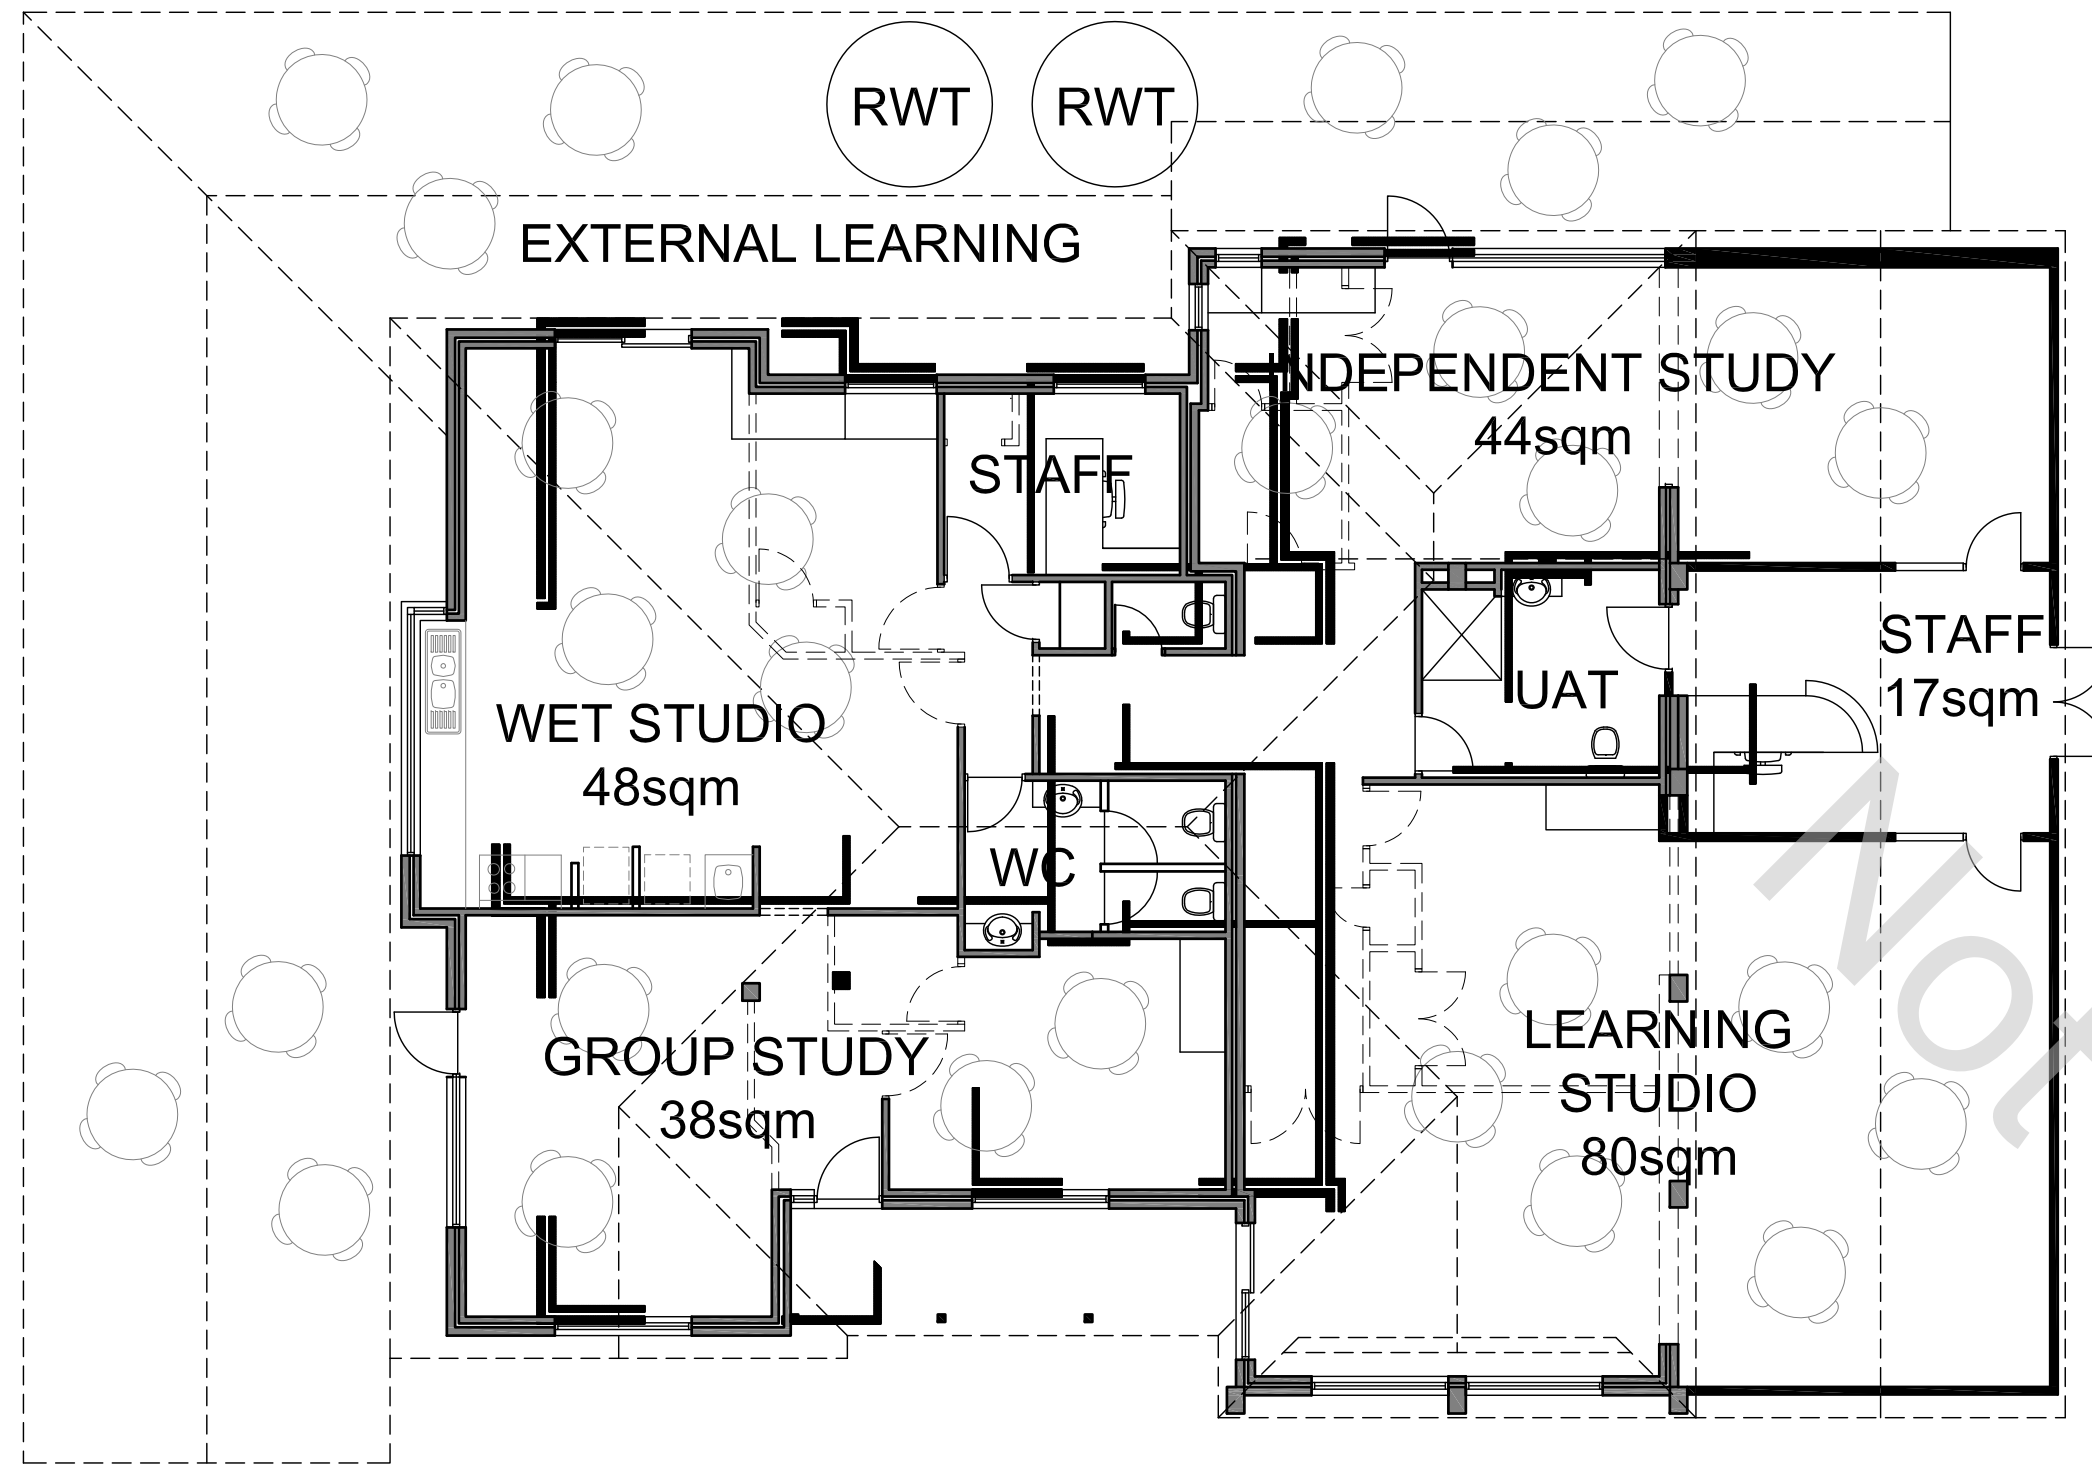 RWT
RWT
EXTERNAL LEARNING
INDEPENDENT STUDY
44sqm
STAFF
STAFF
17sqm
UAT
WET STUDIO
48sqm
WC
GROUP STUDY
38sqm
LEARNING
STUDIO
80sqm
Not